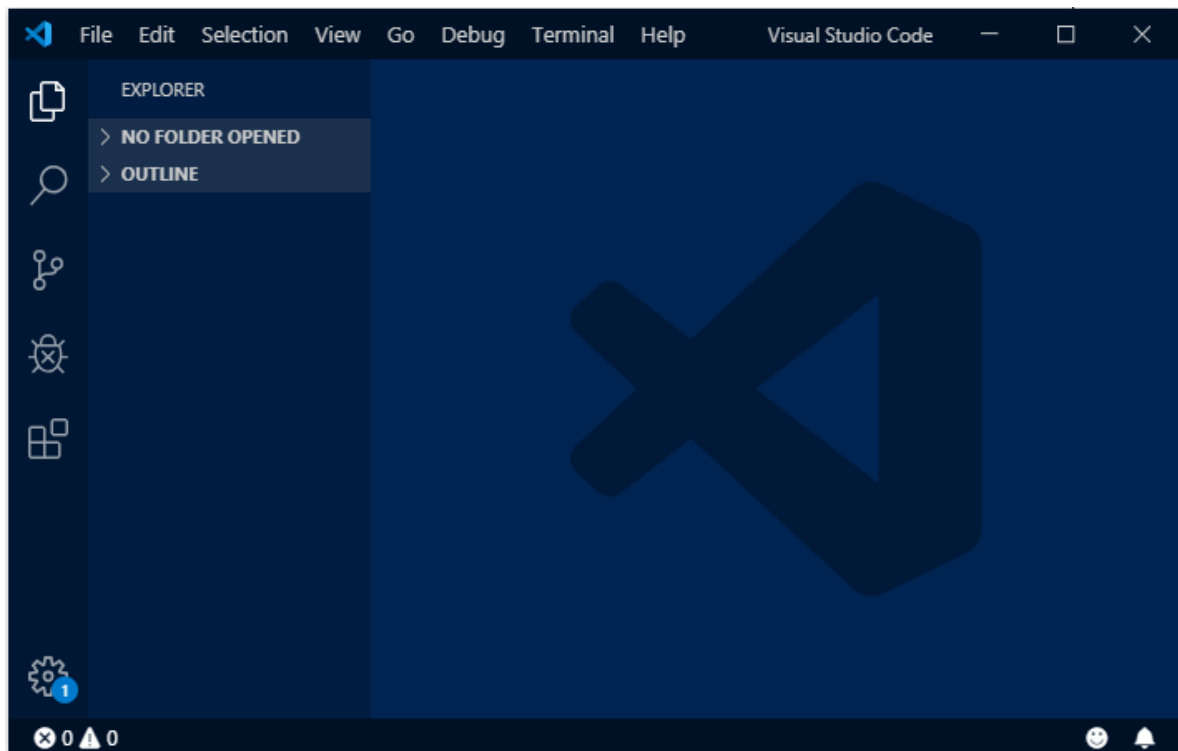 File Edit Selection View Go Debug Terminal Help Visual Studio Code
EXPLORER
NO FOLDER OPENED
OUTLINE
1
0 0